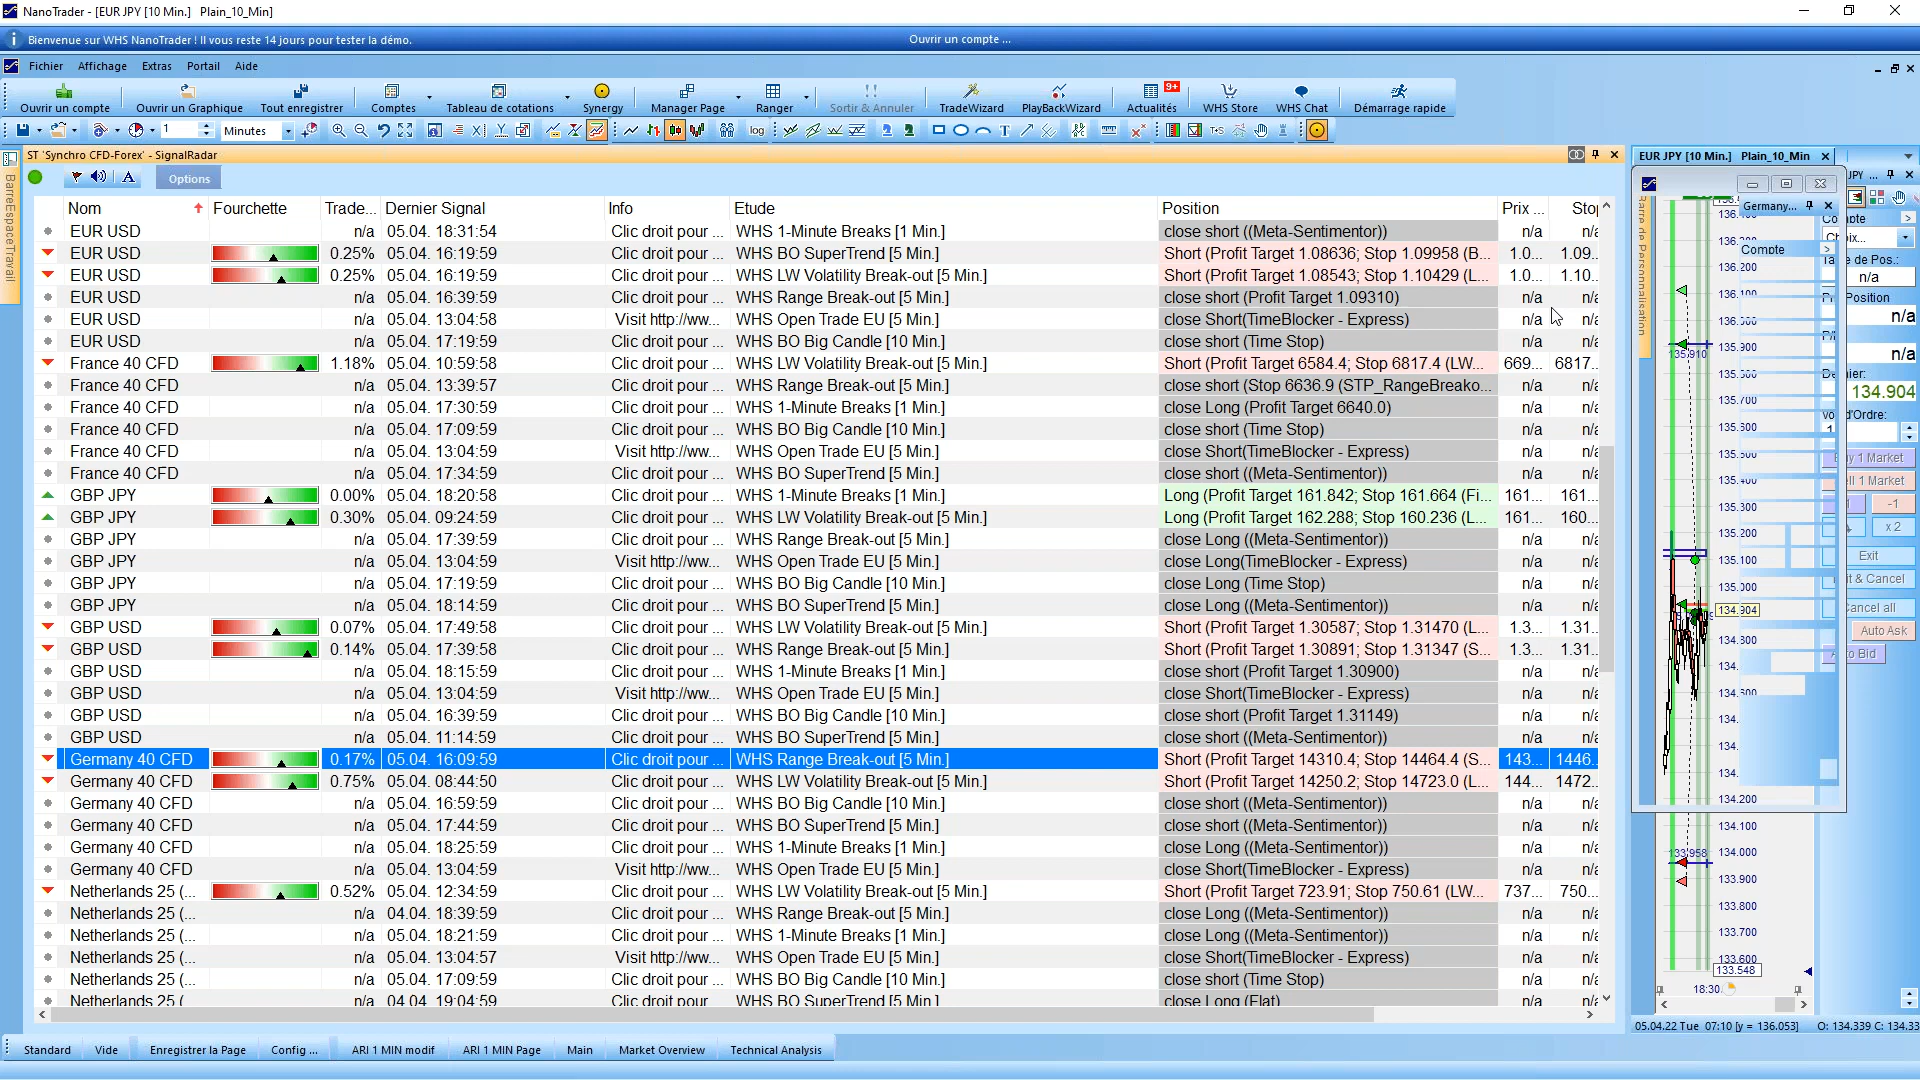 NanoTrader - [EUR JPY [10 Min.]   Plain_10_Min]
Bienvenue sur WHS NanoTrader ! Il vous reste 14 jours pour tester la démo.
Ouvrir un compte ...
Fichier Affichage Extras Portail Aide
Ouvrir un compte Ouvrir un Graphique Tout enregistrer Comptes Tableau de cotations Synergy Manager Page Ranger Sortir & Annuler TradeWizard PlayBackWizard Actualités 9+ WHS Store WHS Chat Démarrage rapide
1 Minutes log
ST 'Synchro CFD-Forex' - SignalRadar
Options
Nom Fourchette Trade... Dernier Signal Info Etude Position Prix ... Stop
EUR USD n/a 05.04. 18:31:54 Clic droit pour ... WHS 1-Minute Breaks [1 Min.] close short ((Meta-Sentimentor)) n/a n/a
EUR USD 0.25% 05.04. 16:19:59 Clic droit pour ... WHS BO SuperTrend [5 Min.] Short (Profit Target 1.08636; Stop 1.09958 (B... 1.0... 1.09...
EUR USD 0.25% 05.04. 16:19:59 Clic droit pour ... WHS LW Volatility Break-out [5 Min.] Short (Profit Target 1.08543; Stop 1.10429 (L... 1.0... 1.10...
EUR USD n/a 05.04. 16:39:59 Clic droit pour ... WHS Range Break-out [5 Min.] close short (Profit Target 1.09310) n/a n/a
EUR USD n/a 05.04. 13:04:58 Visit http://ww... WHS Open Trade EU [5 Min.] close Short(TimeBlocker - Express) n/a n/a
EUR USD n/a 05.04. 17:19:59 Clic droit pour ... WHS BO Big Candle [10 Min.] close short (Time Stop) n/a n/a
France 40 CFD 1.18% 05.04. 10:59:58 Clic droit pour ... WHS LW Volatility Break-out [5 Min.] Short (Profit Target 6584.4; Stop 6817.4 (LW... 669... 6817...
France 40 CFD n/a 05.04. 13:39:57 Clic droit pour ... WHS Range Break-out [5 Min.] close short (Stop 6636.9 (STP_RangeBreako... n/a n/a
France 40 CFD n/a 05.04. 17:30:59 Clic droit pour ... WHS 1-Minute Breaks [1 Min.] close Long (Profit Target 6640.0) n/a n/a
France 40 CFD n/a 05.04. 17:09:59 Clic droit pour ... WHS BO Big Candle [10 Min.] close short (Time Stop) n/a n/a
France 40 CFD n/a 05.04. 13:04:59 Visit http://ww... WHS Open Trade EU [5 Min.] close Short(TimeBlocker - Express) n/a n/a
France 40 CFD n/a 05.04. 17:34:59 Clic droit pour ... WHS BO SuperTrend [5 Min.] close short ((Meta-Sentimentor)) n/a n/a
GBP JPY 0.00% 05.04. 18:20:58 Clic droit pour ... WHS 1-Minute Breaks [1 Min.] Long (Profit Target 161.842; Stop 161.664 (Fi... 161... 161...
GBP JPY 0.30% 05.04. 09:24:59 Clic droit pour ... WHS LW Volatility Break-out [5 Min.] Long (Profit Target 162.288; Stop 160.236 (L... 161... 160...
GBP JPY n/a 05.04. 17:39:59 Clic droit pour ... WHS Range Break-out [5 Min.] close Long ((Meta-Sentimentor)) n/a n/a
GBP JPY n/a 05.04. 13:04:59 Visit http://ww... WHS Open Trade EU [5 Min.] close Long(TimeBlocker - Express) n/a n/a
GBP JPY n/a 05.04. 17:19:59 Clic droit pour ... WHS BO Big Candle [10 Min.] close Long (Time Stop) n/a n/a
GBP JPY n/a 05.04. 18:14:59 Clic droit pour ... WHS BO SuperTrend [5 Min.] close Long ((Meta-Sentimentor)) n/a n/a
GBP USD 0.07% 05.04. 17:49:58 Clic droit pour ... WHS LW Volatility Break-out [5 Min.] Short (Profit Target 1.30587; Stop 1.31470 (L... 1.3... 1.31...
GBP USD 0.14% 05.04. 17:39:58 Clic droit pour ... WHS Range Break-out [5 Min.] Short (Profit Target 1.30891; Stop 1.31347 (S... 1.3... 1.31...
GBP USD n/a 05.04. 18:15:59 Clic droit pour ... WHS 1-Minute Breaks [1 Min.] close short (Profit Target 1.30900) n/a n/a
GBP USD n/a 05.04. 13:04:59 Visit http://ww... WHS Open Trade EU [5 Min.] close Short(TimeBlocker - Express) n/a n/a
GBP USD n/a 05.04. 16:39:59 Clic droit pour ... WHS BO Big Candle [10 Min.] close short (Profit Target 1.31149) n/a n/a
GBP USD n/a 05.04. 11:14:59 Clic droit pour ... WHS BO SuperTrend [5 Min.] close short ((Meta-Sentimentor)) n/a n/a
Germany 40 CFD 0.17% 05.04. 16:09:59 Clic droit pour ... WHS Range Break-out [5 Min.] Short (Profit Target 14310.4; Stop 14464.4 (S... 143... 1446...
Germany 40 CFD 0.75% 05.04. 08:44:50 Clic droit pour ... WHS LW Volatility Break-out [5 Min.] Short (Profit Target 14250.2; Stop 14723.0 (L... 144... 1472...
Germany 40 CFD n/a 05.04. 16:59:59 Clic droit pour ... WHS BO Big Candle [10 Min.] close short ((Meta-Sentimentor)) n/a n/a
Germany 40 CFD n/a 05.04. 17:44:59 Clic droit pour ... WHS BO SuperTrend [5 Min.] close short ((Meta-Sentimentor)) n/a n/a
Germany 40 CFD n/a 05.04. 18:25:59 Clic droit pour ... WHS 1-Minute Breaks [1 Min.] close Long ((Meta-Sentimentor)) n/a n/a
Germany 40 CFD n/a 05.04. 13:04:59 Visit http://ww... WHS Open Trade EU [5 Min.] close Short(TimeBlocker - Express) n/a n/a
Netherlands 25 (... 0.52% 05.04. 12:34:59 Clic droit pour ... WHS LW Volatility Break-out [5 Min.] Short (Profit Target 723.91; Stop 750.61 (LW... 737... 750...
Netherlands 25 (... n/a 04.04. 18:39:59 Clic droit pour ... WHS Range Break-out [5 Min.] close Long ((Meta-Sentimentor)) n/a n/a
Netherlands 25 (... n/a 05.04. 18:21:59 Clic droit pour ... WHS 1-Minute Breaks [1 Min.] close Long ((Meta-Sentimentor)) n/a n/a
Netherlands 25 (... n/a 05.04. 13:04:57 Visit http://ww... WHS Open Trade EU [5 Min.] close Short(TimeBlocker - Express) n/a n/a
Netherlands 25 (... n/a 05.04. 17:09:59 Clic droit pour ... WHS BO Big Candle [10 Min.] close short (Time Stop) n/a n/a
Netherlands 25 ( n/a 04.04. 19:04:59 Clic droit pour WHS BO SuperTrend [5 Min.] close Long (Flat) n/a n/a
BarreEspaceTravail
EUR JPY [10 Min.]   Plain_10_Min
JPY ...
Germany...
Compte
n/a
Position
n/a
n/a
134.904
d'Ordre:
1
Buy 1 Market
1 Market
-1
x 2
Exit
Cancel all
Auto Ask
Bid
136.200
135.900
135.910
135.700
135.200
135.100
135.000
134.904
134.200
134.100
134.000
133.958
133.900
133.800
133.700
133.600
133.548
18:30
05.04.22 Tue 07:10 [y = 136.053] O: 134.339 C: 134.33
Standard Vide Enregistrer la Page Config ... ARI 1 MIN modif ARI 1 MIN Page Main Market Overview Technical Analysis